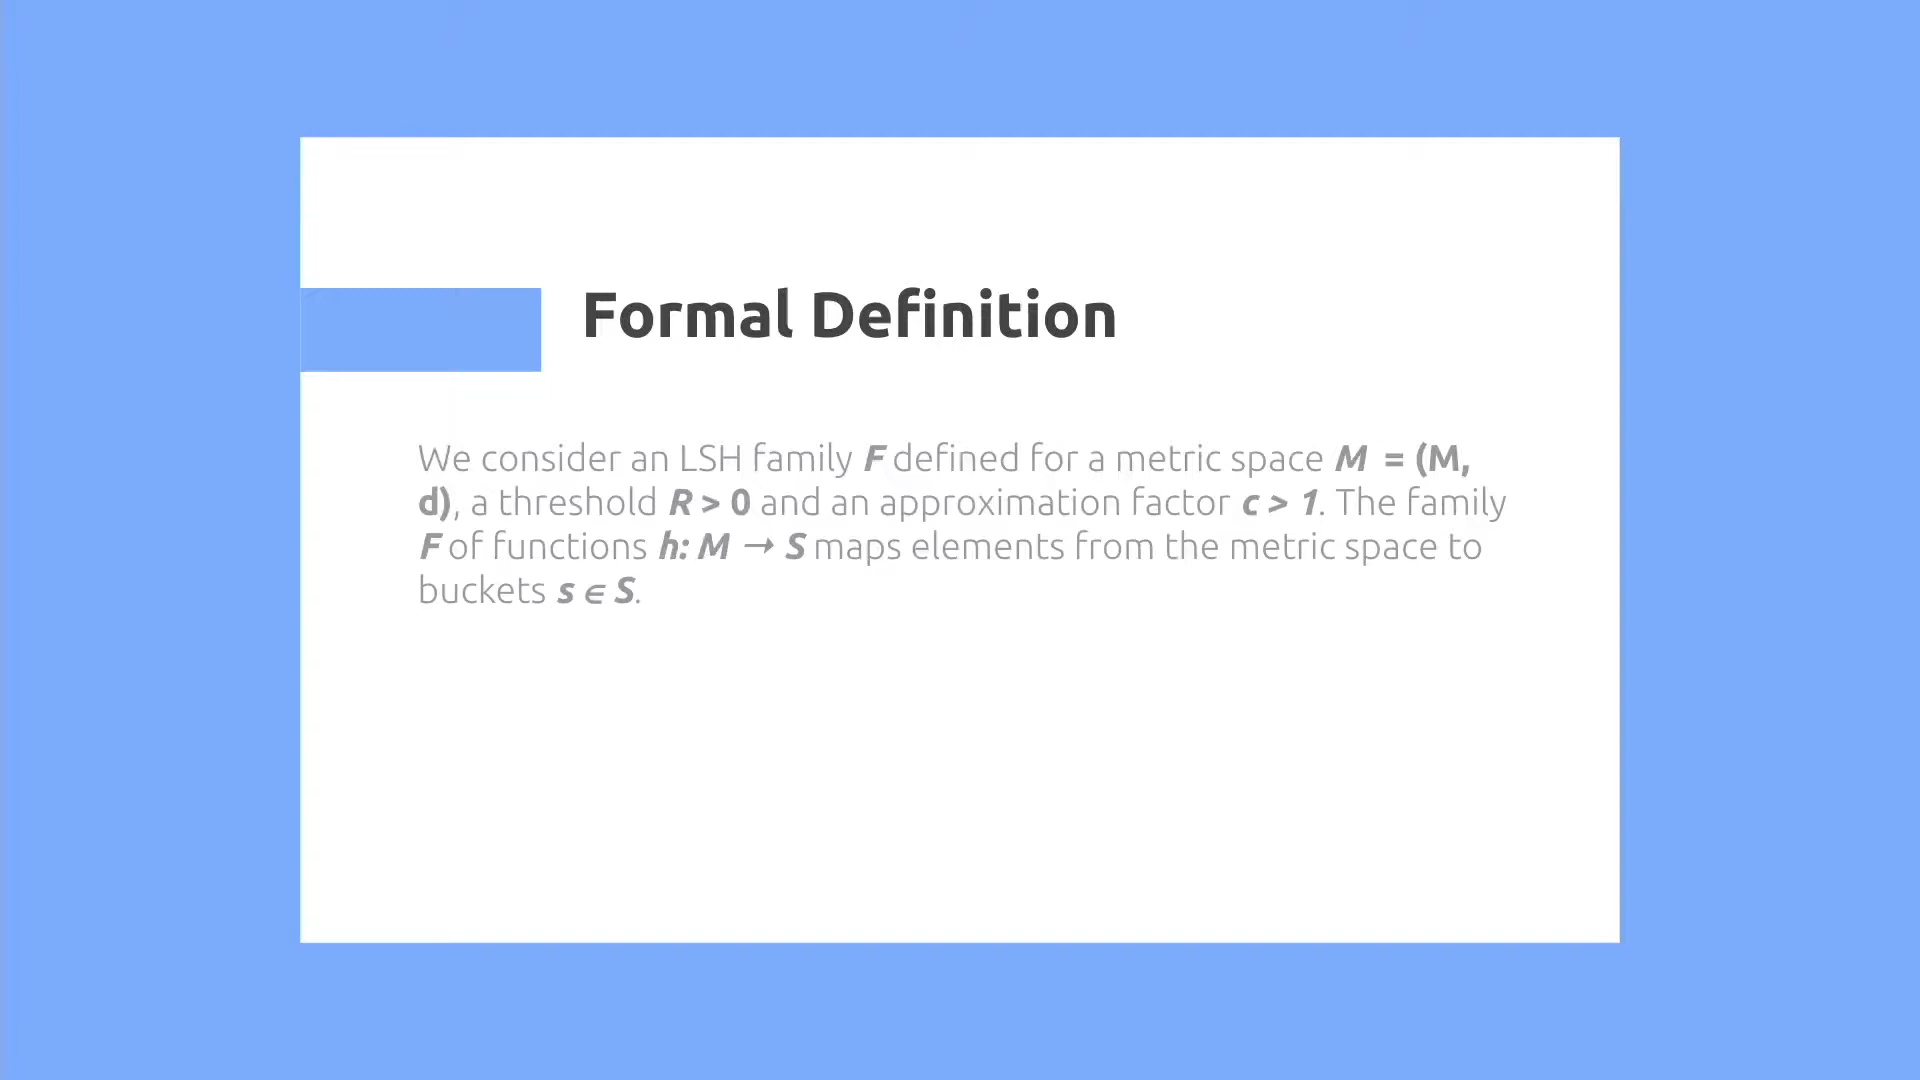 Formal Definition
We consider an LSH family F defined for a metric space M = (M,
d), a threshold R > 0 and an approximation factor c > 1. The family
F of functions h: M → S maps elements from the metric space to
buckets s ∈ S.